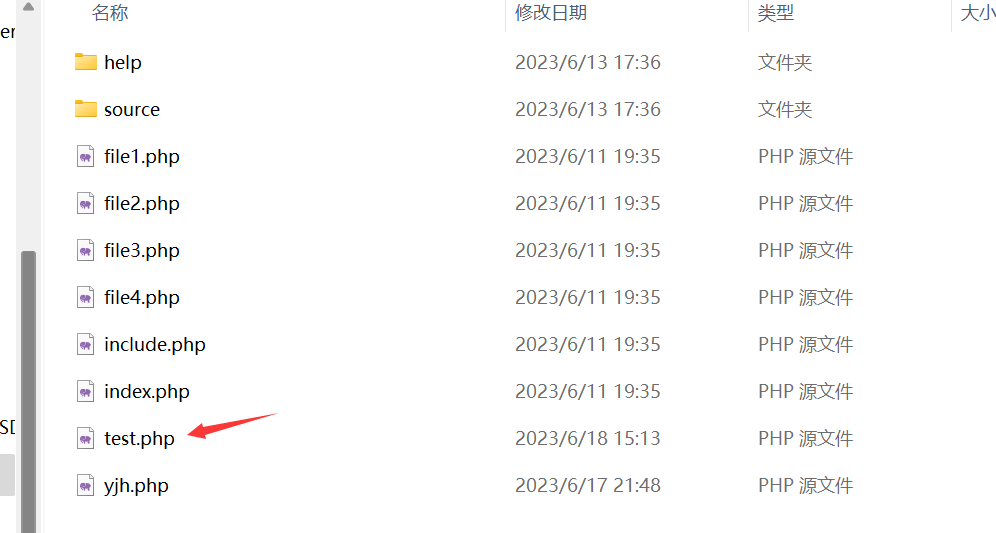 名称 修改日期 类型 大小
er
help 2023/6/13 17:36 文件夹
source 2023/6/13 17:36 文件夹
file1.php 2023/6/11 19:35 PHP 源文件
file2.php 2023/6/11 19:35 PHP 源文件
file3.php 2023/6/11 19:35 PHP 源文件
file4.php 2023/6/11 19:35 PHP 源文件
include.php 2023/6/11 19:35 PHP 源文件
index.php 2023/6/11 19:35 PHP 源文件
test.php 2023/6/18 15:13 PHP 源文件
yjh.php 2023/6/17 21:48 PHP 源文件